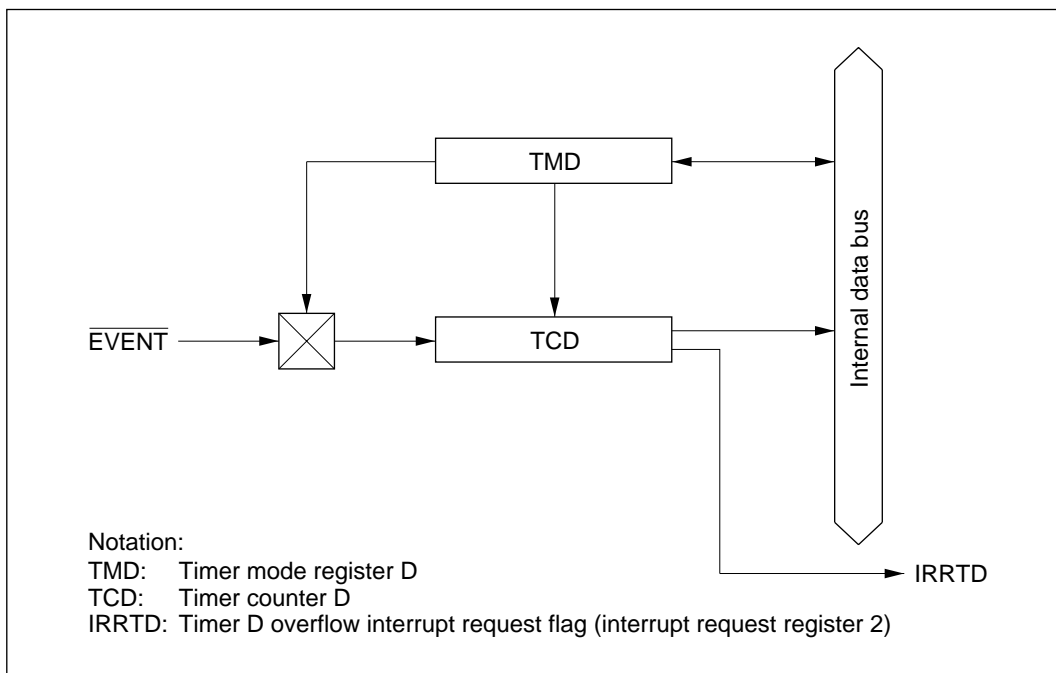 TMD
EVENT
TCD
Internal data bus
IRRTD
Notation:
TMD: Timer mode register D
TCD: Timer counter D
IRRTD: Timer D overflow interrupt request flag (interrupt request register 2)